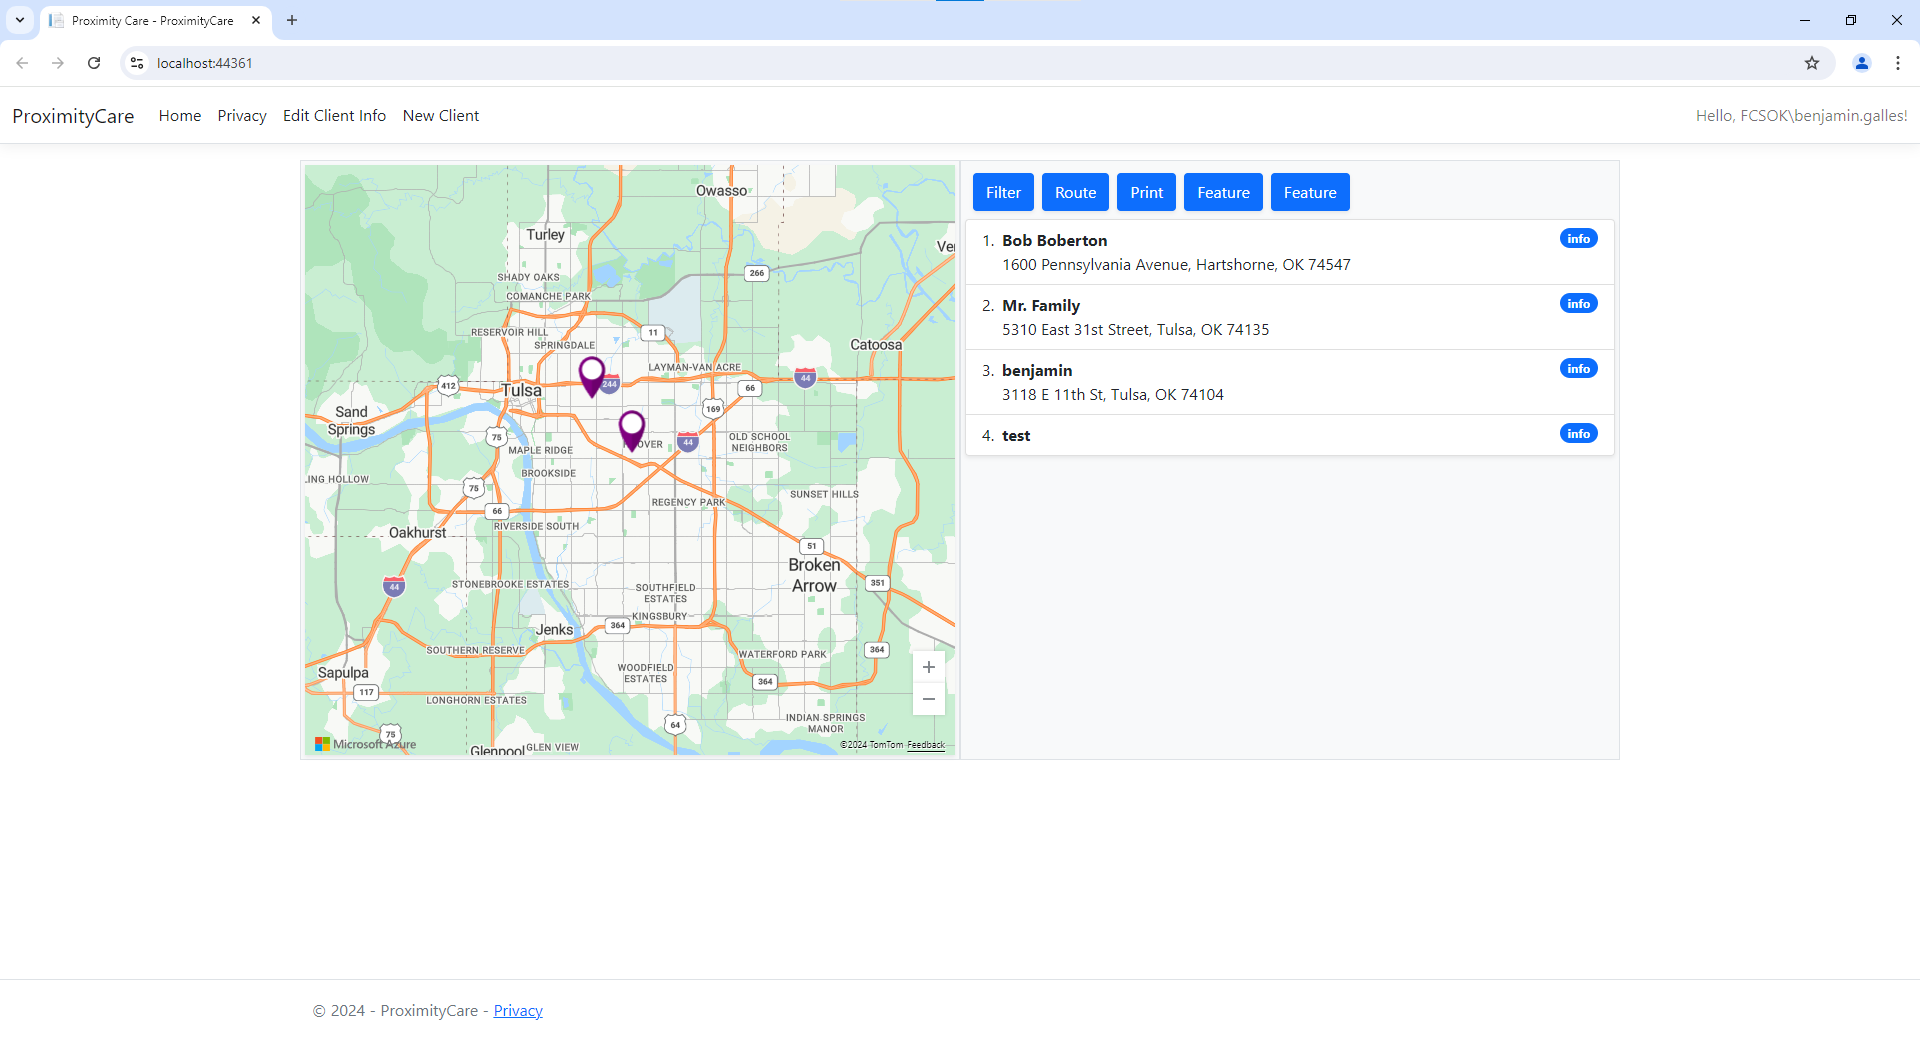 Proximity Care - ProximityCare
localhost:44361
ProximityCare Home Privacy Edit Client Info New Client Hello, FCSOK\benjamin.galles!
Owasso
Turley
SHADY OAKS
266
COMANCHE PARK
RESERVOIR HILL
11
SPRINGDALE
Catoosa
LAYMAN-VAN ACRE
44
412
244
66
Tulsa
169
Sand
Springs
75
44
OLD SCHOOL
NEIGHBORS
MAPLE RIDGE
BROOKSIDE
LING HOLLOW
75
SUNSET HILLS
REGENCY PARK
66
RIVERSIDE SOUTH
Oakhurst
51
Broken
Arrow
351
44
STONEBROOKE ESTATES
SOUTHFIELD
ESTATES
KINGSBURY
364
Jenks
SOUTHERN RESERVE
WATERFORD PARK
364
Sapulpa
WOODFIELD
ESTATES
364
117
LONGHORN ESTATES
INDIAN SPRINGS
MANOR
64
75
Glenpool
GLEN VIEW
Microsoft Azure
©2024 TomTom Feedback
Filter Route Print Feature Feature
1. Bob Boberton info
1600 Pennsylvania Avenue, Hartshorne, OK 74547
2. Mr. Family info
5310 East 31st Street, Tulsa, OK 74135
3. benjamin info
3118 E 11th St, Tulsa, OK 74104
4. test info
© 2024 - ProximityCare - Privacy